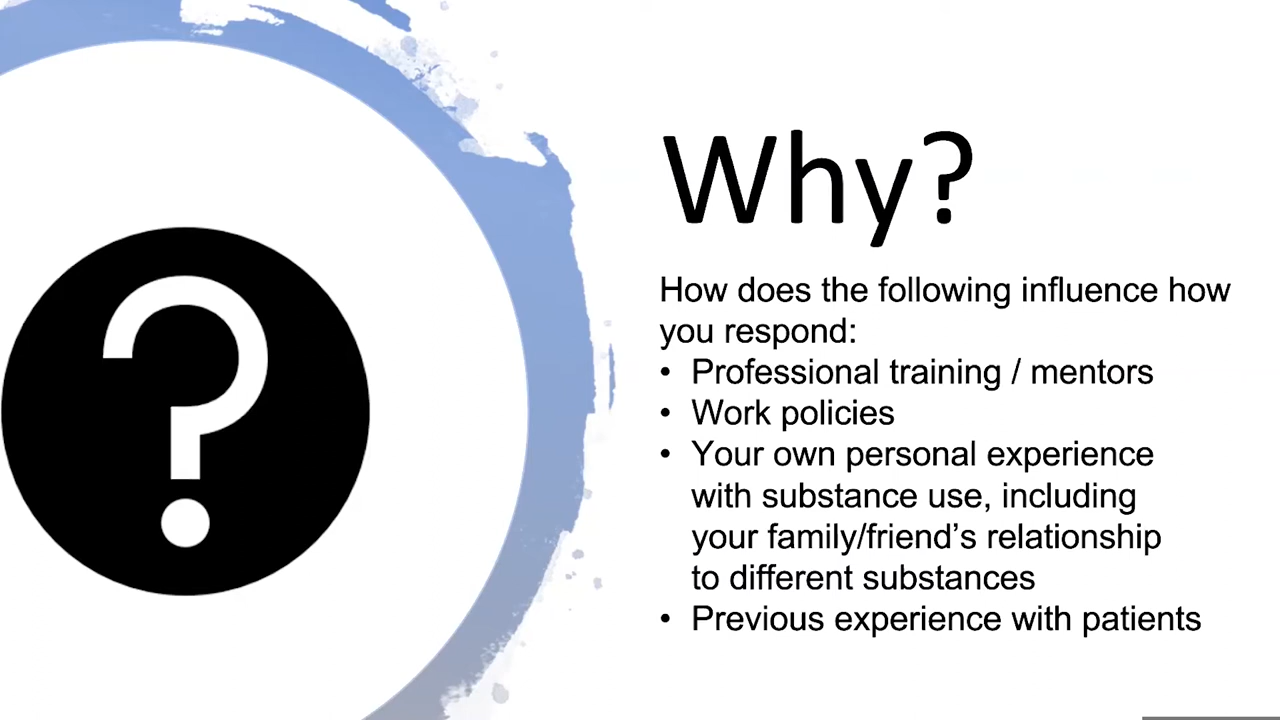 Why?
How does the following influence how
you respond:
• Professional training / mentors
• Work policies
• Your own personal experience
with substance use, including
your family/friend’s relationship
to different substances
• Previous experience with patients